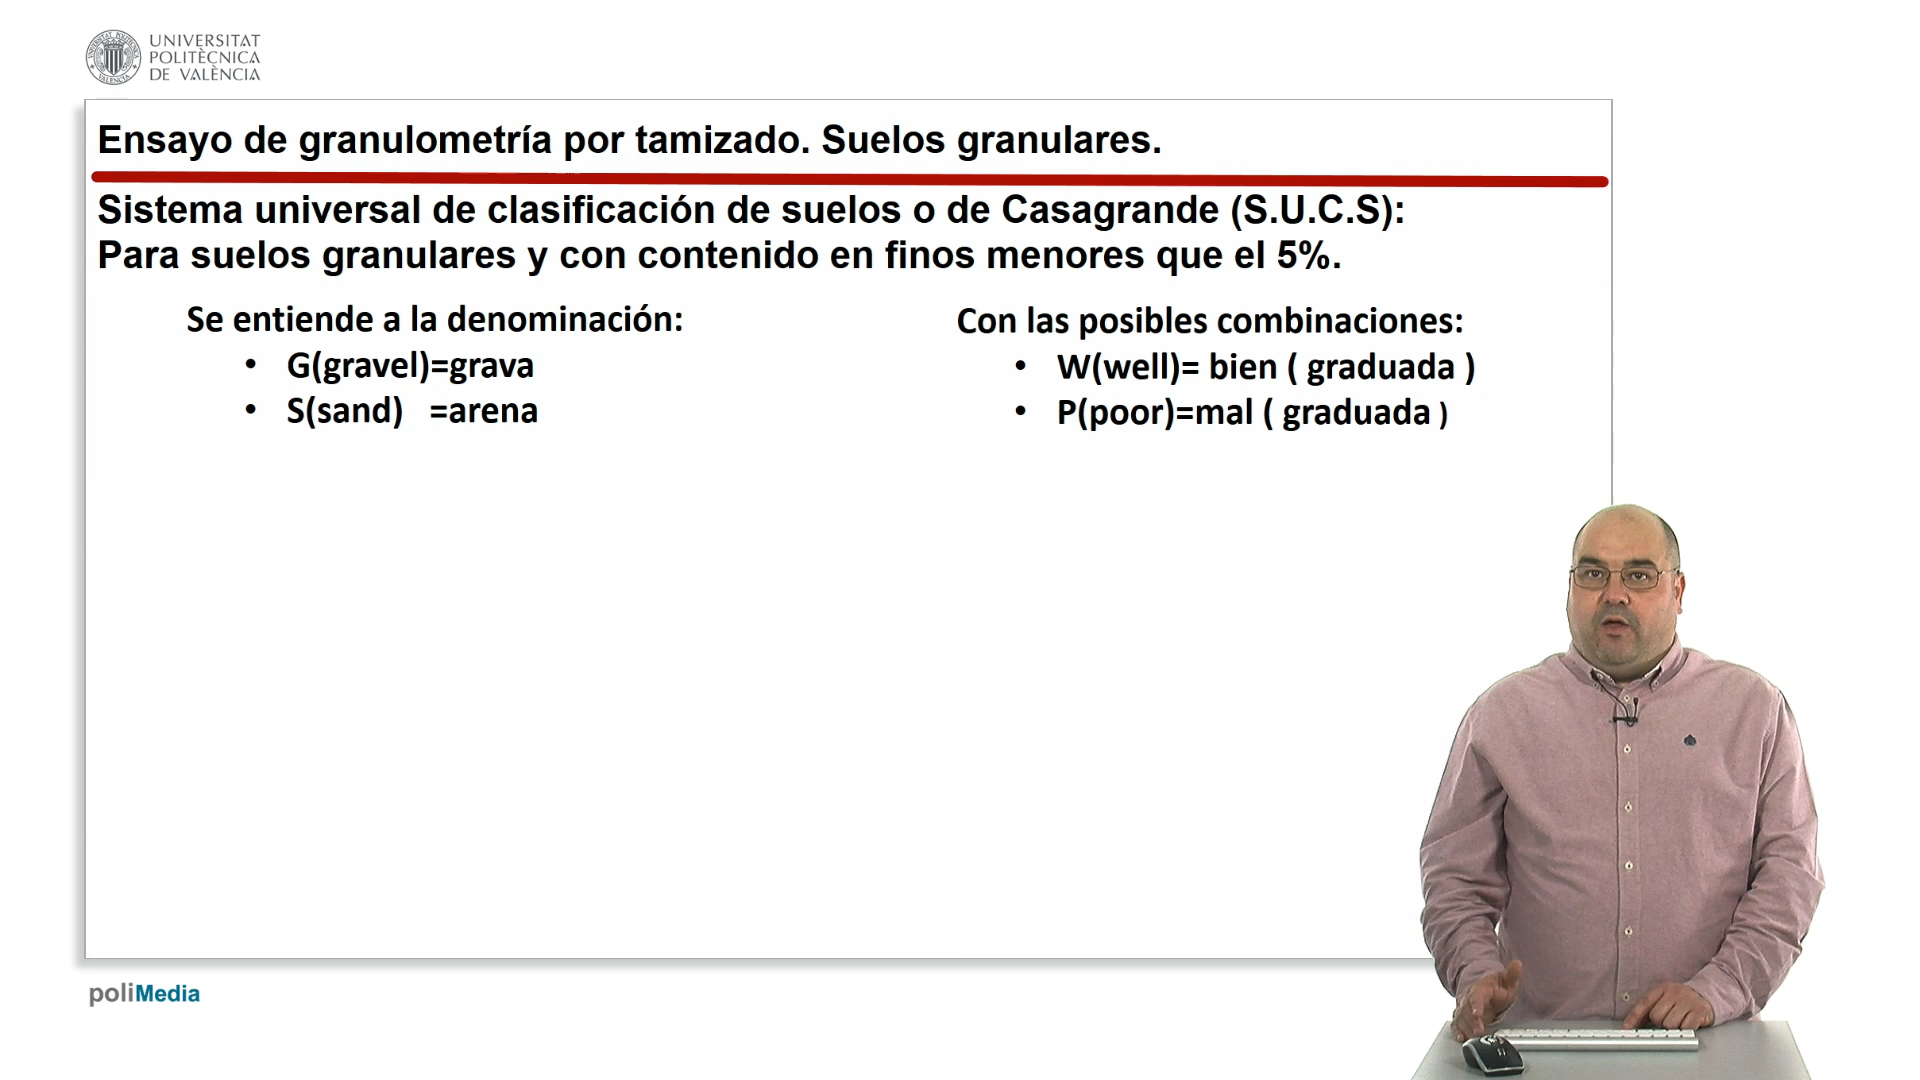 UNIVERSITAT
POLITÈCNICA
DE VALÈNCIA
Ensayo de granulometría por tamizado. Suelos granulares.
Sistema universal de clasificación de suelos o de Casagrande (S.U.C.S):
Para suelos granulares y con contenido en finos menores que el 5%.
Se entiende a la denominación:
• G(gravel)=grava
• S(sand) =arena
Con las posibles combinaciones:
• W(well)= bien ( graduada )
• P(poor)=mal ( graduada )
poliMedia